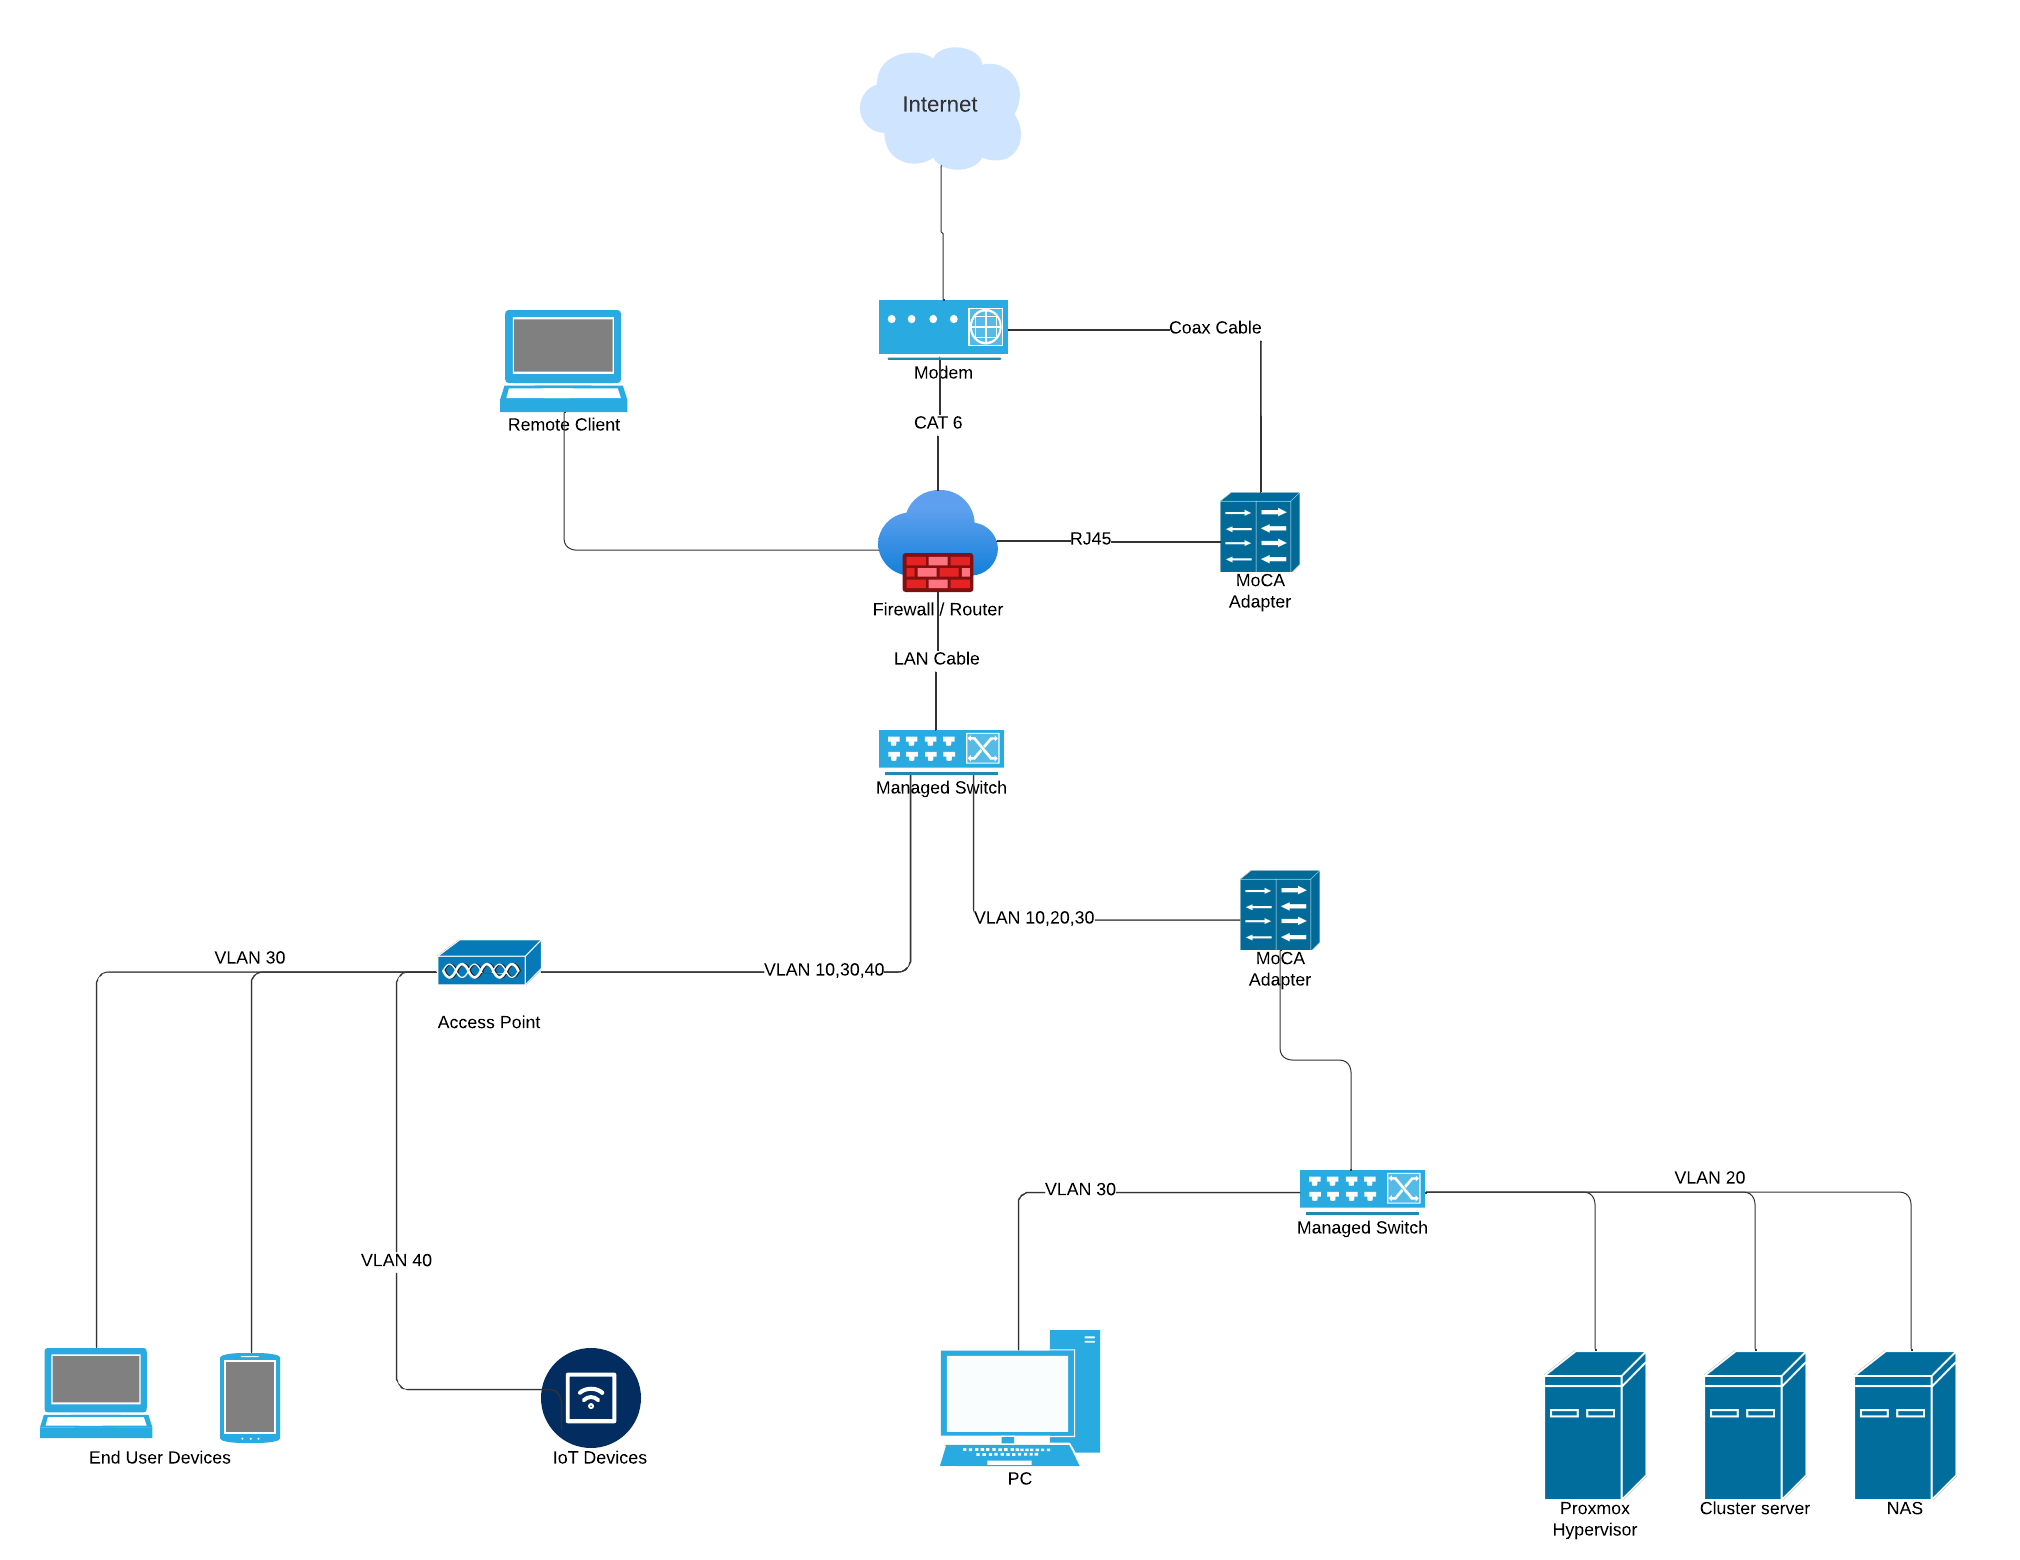 Internet
Coax Cable
Modem
CAT 6
Remote Client
RJ45
MoCA
Adapter
Firewall / Router
LAN Cable
Managed Switch
VLAN 10,20,30
VLAN 30
VLAN 10,30,40
MoCA
Adapter
Access Point
VLAN 20
VLAN 30
Managed Switch
VLAN 40
End User Devices
IoT Devices
PC
Proxmox
Hypervisor
Cluster server
NAS